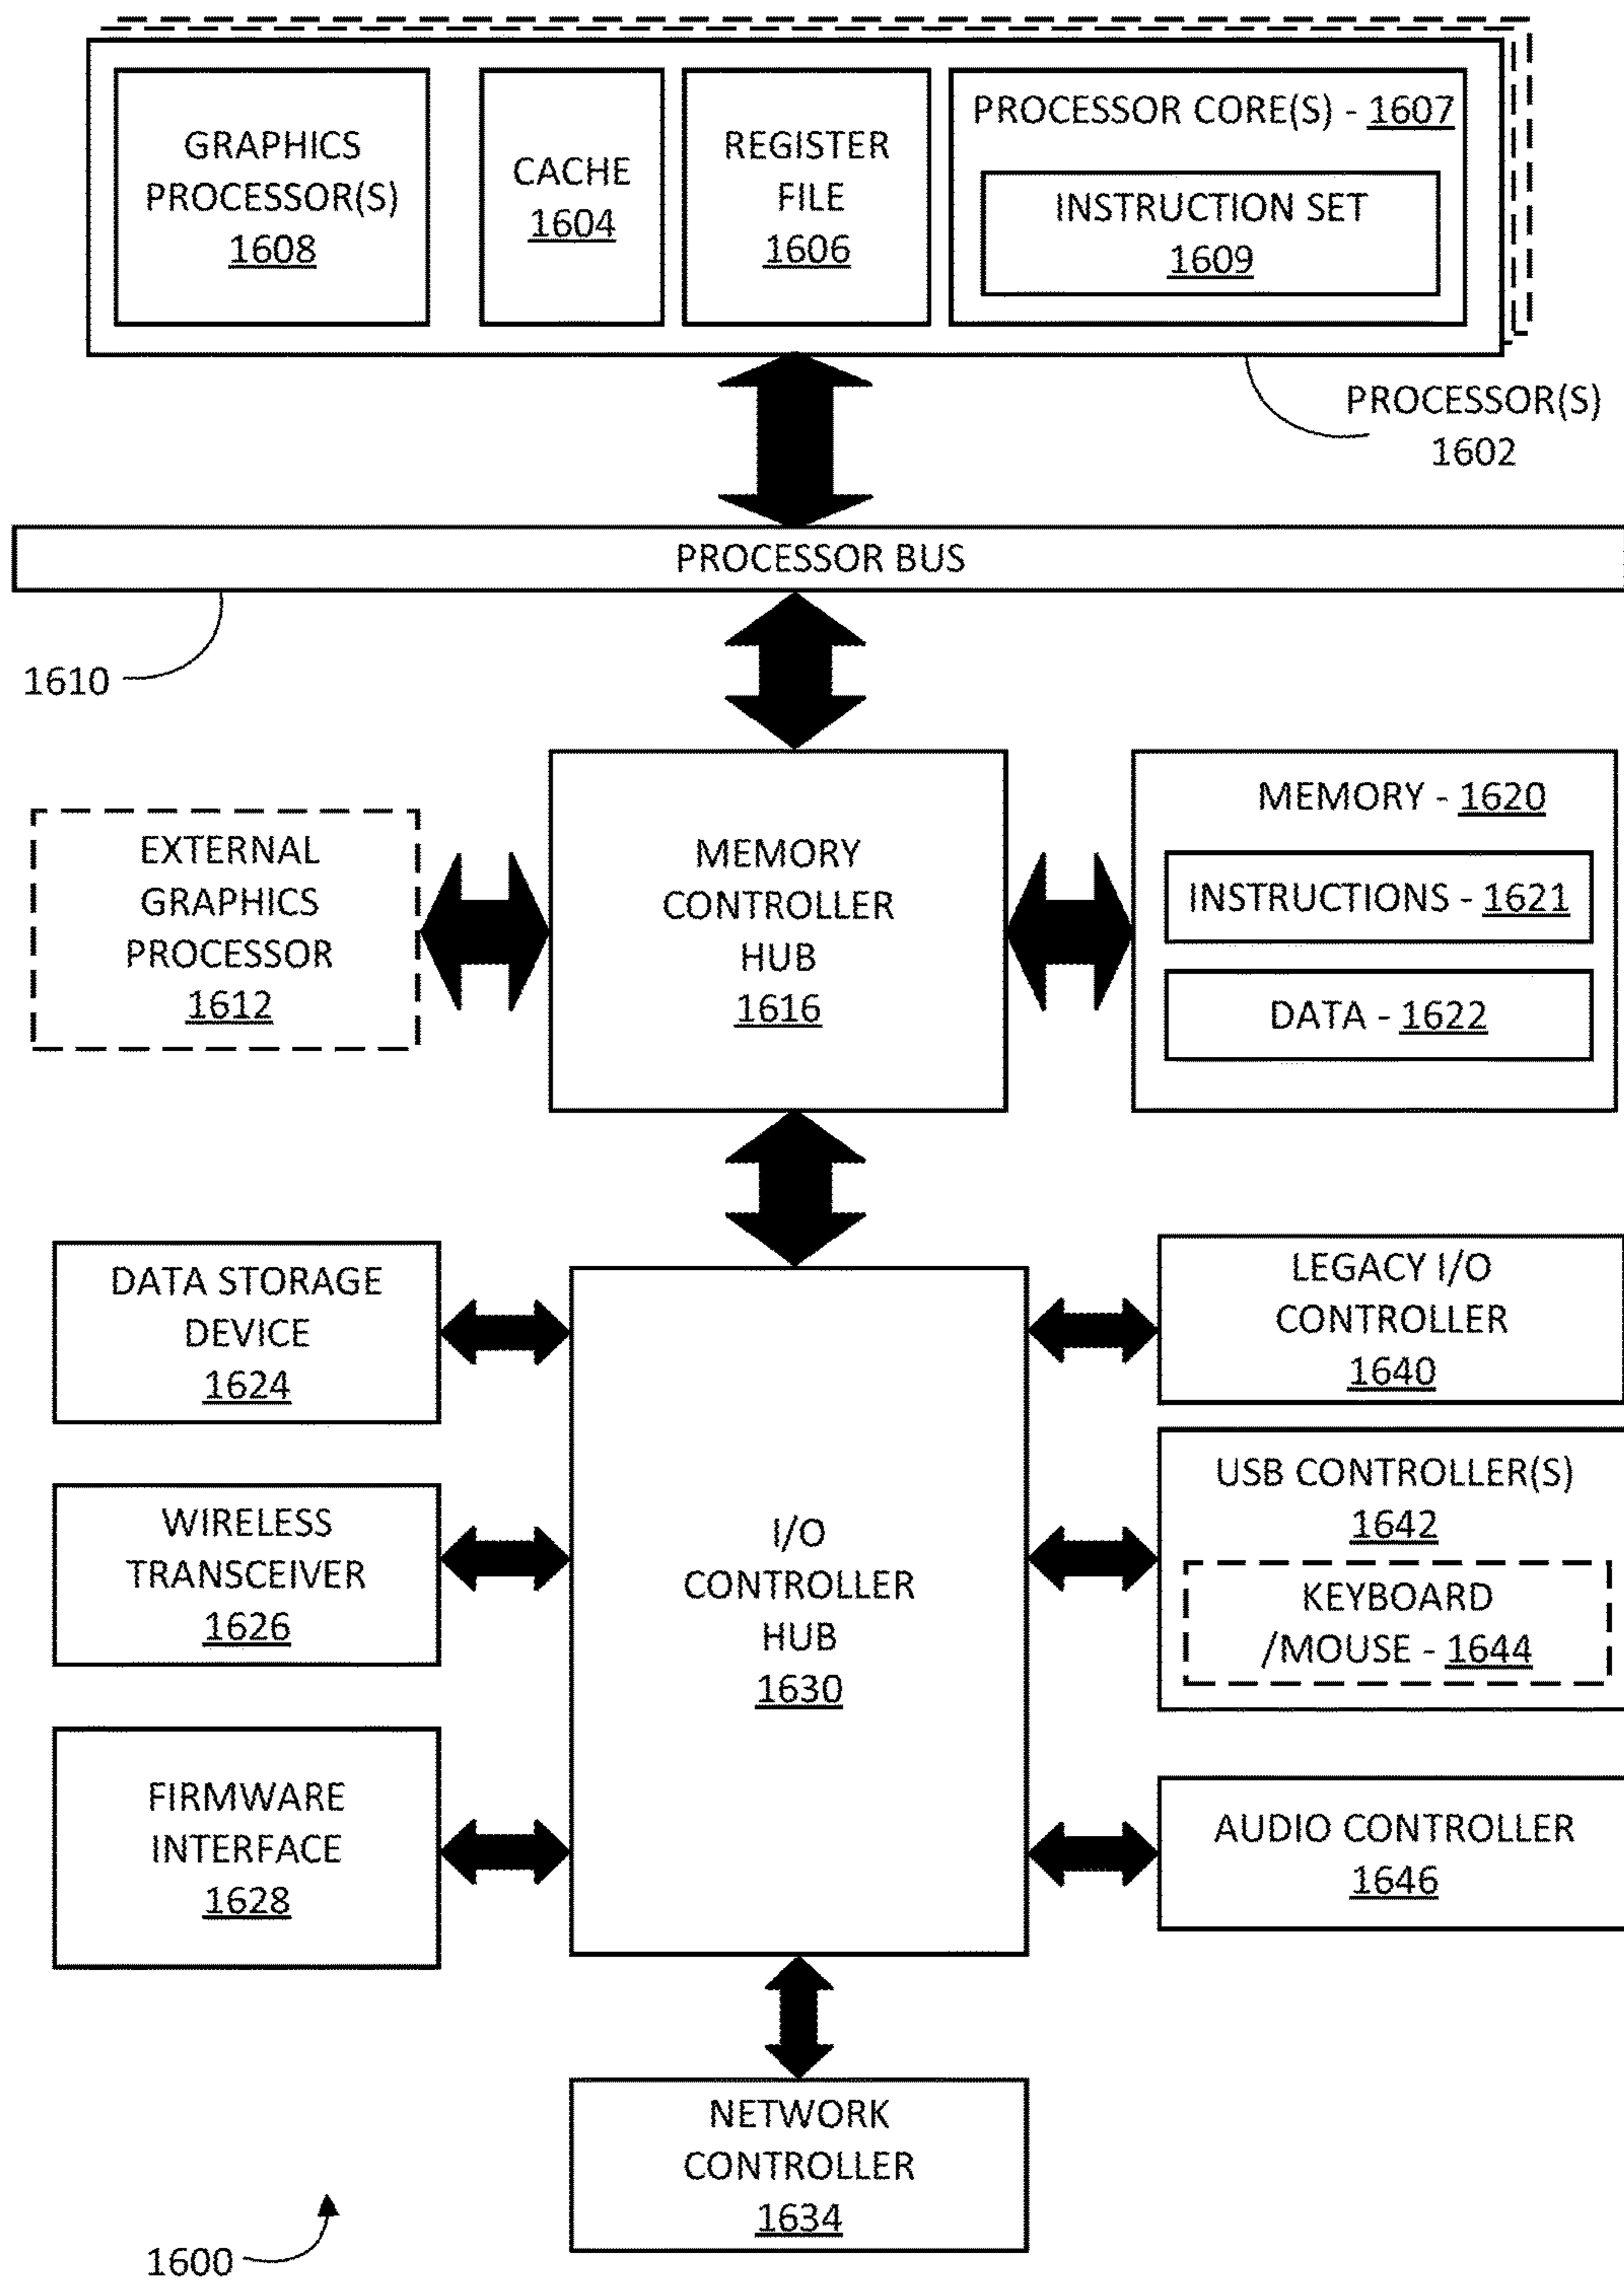 GRAPHICS
PROCESSOR(S)
1608
CACHE
1604
REGISTER
FILE
1606
PROCESSOR CORE(S) - 1607
INSTRUCTION SET
1609
PROCESSOR(S)
1602
PROCESSOR BUS
1610
EXTERNAL
GRAPHICS
PROCESSOR
1612
MEMORY
CONTROLLER
HUB
1616
MEMORY - 1620
INSTRUCTIONS - 1621
DATA - 1622
DATA STORAGE
DEVICE
1624
WIRELESS
TRANSCEIVER
1626
FIRMWARE
INTERFACE
1628
I/O
CONTROLLER
HUB
1630
LEGACY I/O
CONTROLLER
1640
USB CONTROLLER(S)
1642
KEYBOARD
/MOUSE - 1644
AUDIO CONTROLLER
1646
NETWORK
CONTROLLER
1634
1600